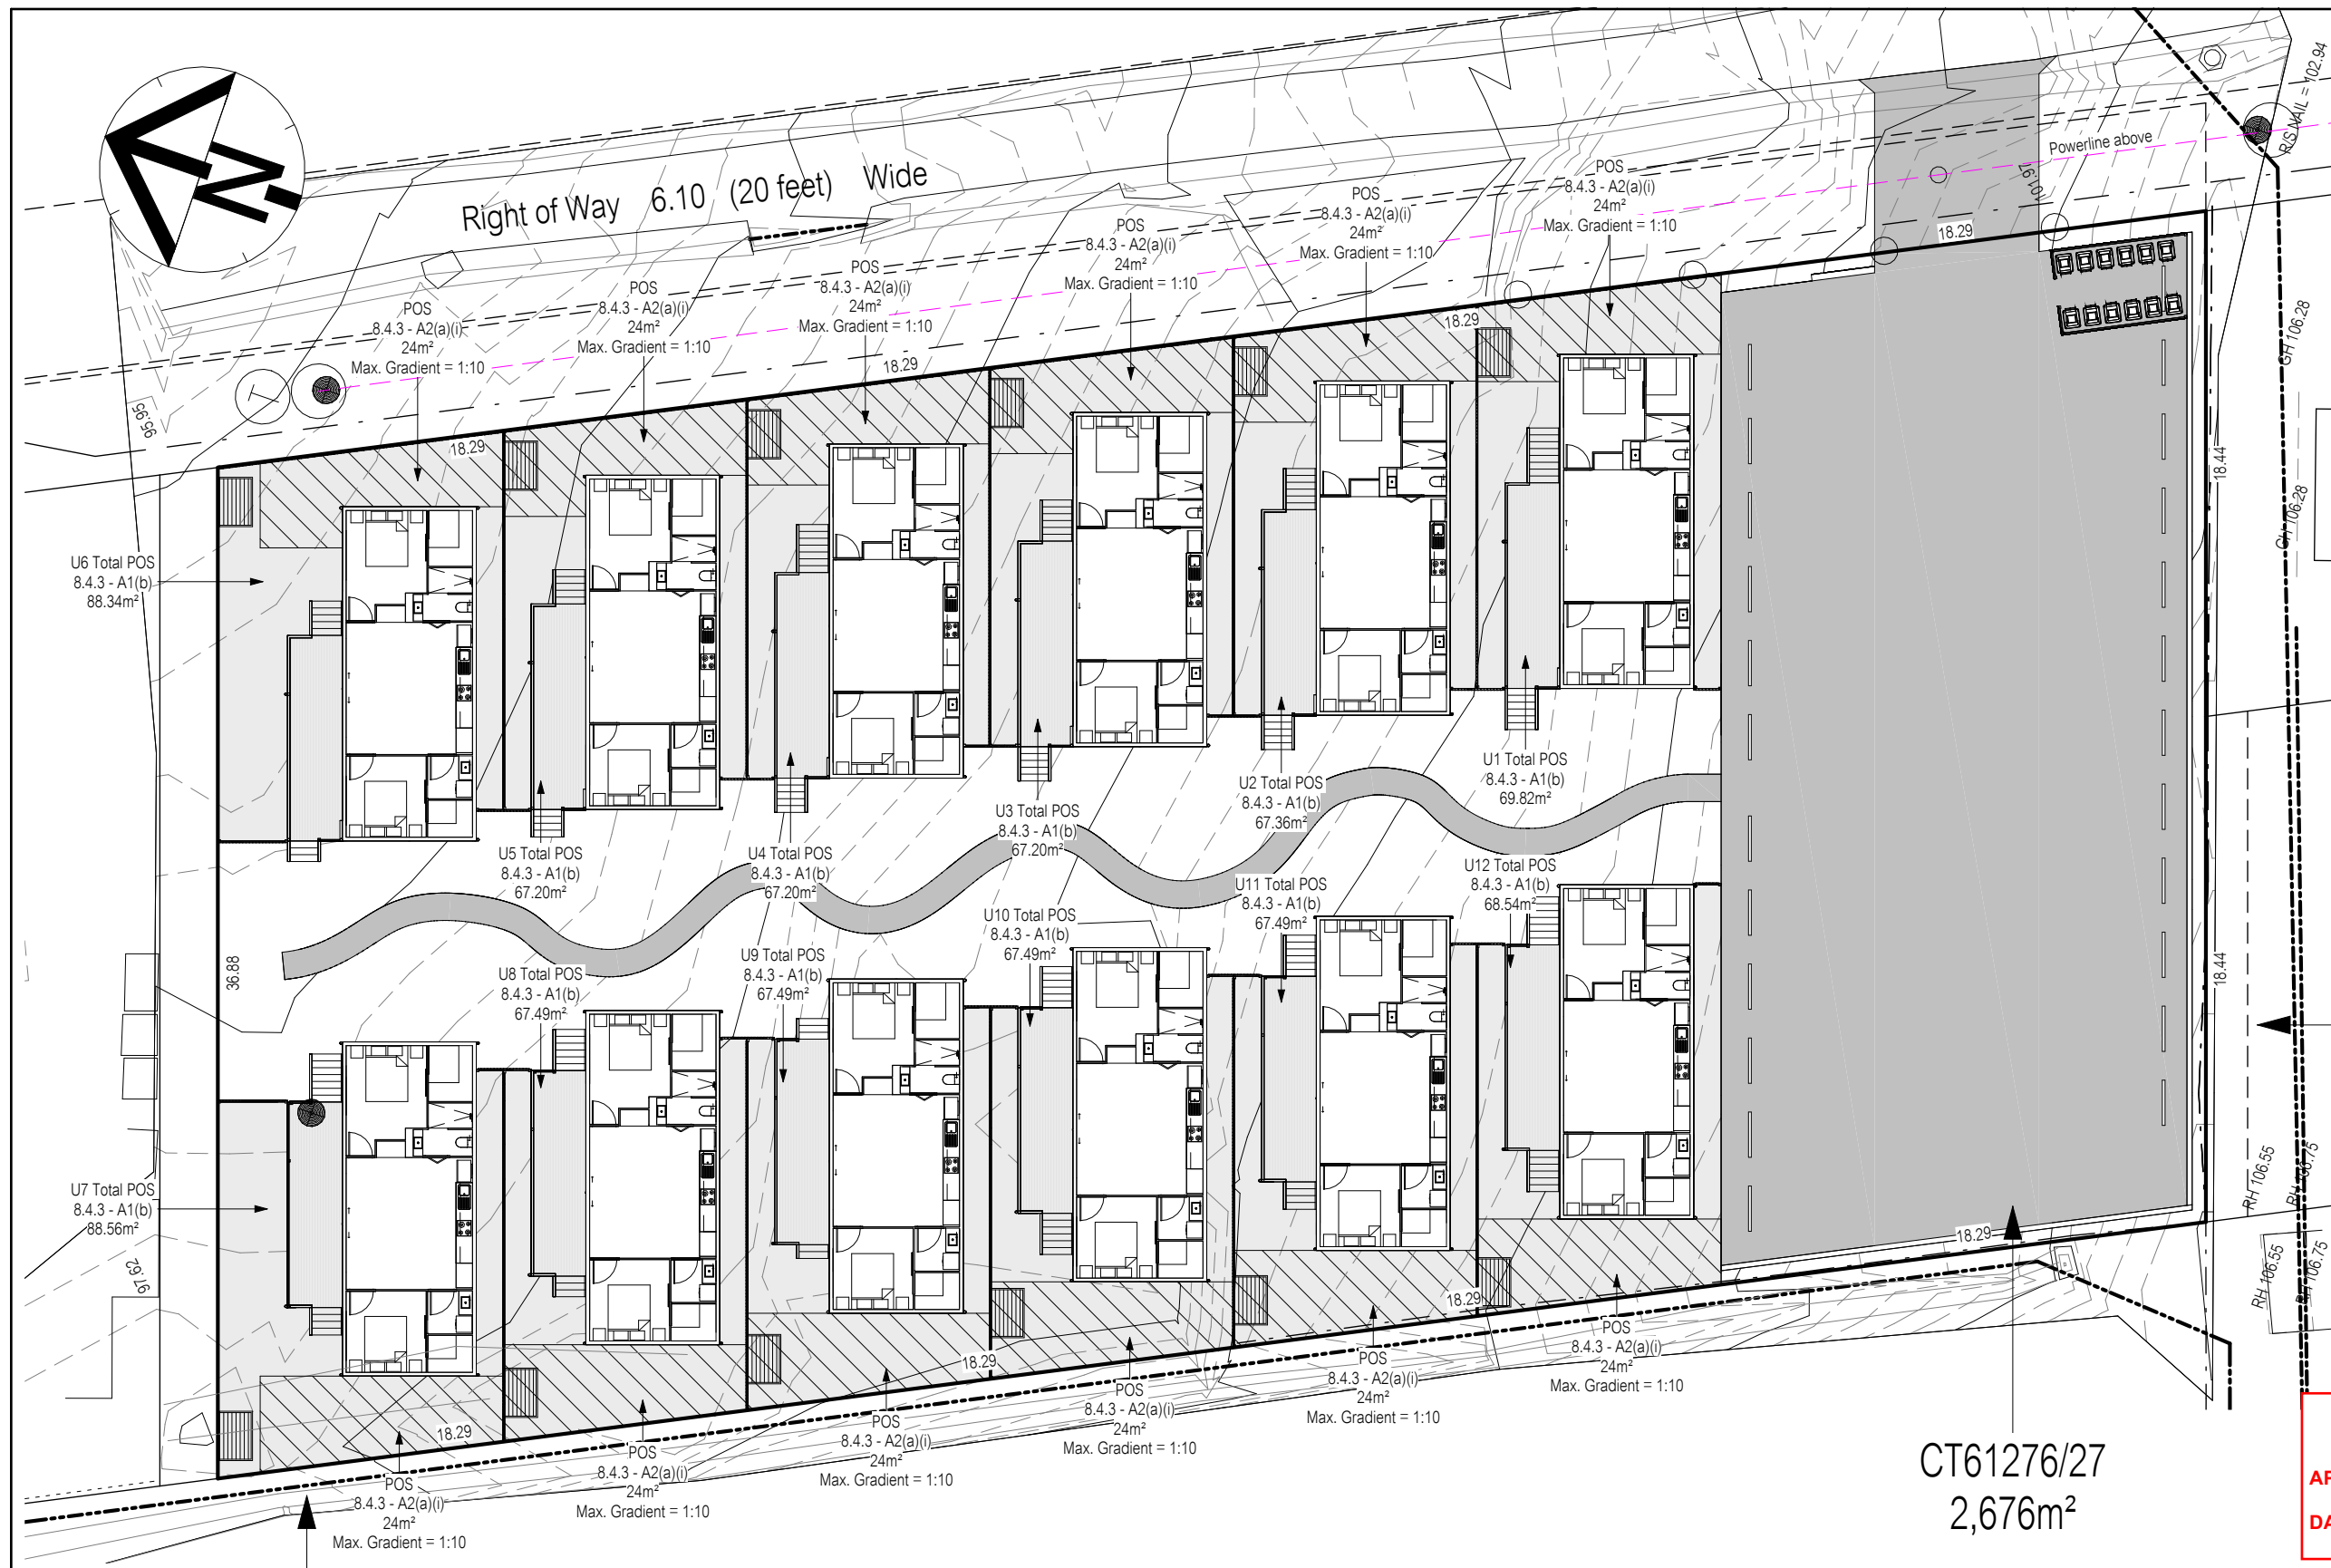 N
Right of Way 6.10 (20 feet) Wide
Powerline above
R/S NAIL = 102.94
101.97
95.95
97.62
GH 106.28
GH 106.28
RH 106.55
RH 106.75
RH 106.55
RH 106.75
POS
8.4.3 - A2(a)(i)
24m²
Max. Gradient = 1:10
POS
8.4.3 - A2(a)(i)
24m²
Max. Gradient = 1:10
POS
8.4.3 - A2(a)(i)
24m²
Max. Gradient = 1:10
POS
8.4.3 - A2(a)(i)
24m²
Max. Gradient = 1:10
POS
8.4.3 - A2(a)(i)
24m²
Max. Gradient = 1:10
POS
8.4.3 - A2(a)(i)
24m²
Max. Gradient = 1:10
18.29
18.29
18.29
18.29
18.44
18.44
36.88
U6 Total POS
8.4.3 - A1(b)
88.34m²
U5 Total POS
8.4.3 - A1(b)
67.20m²
U4 Total POS
8.4.3 - A1(b)
67.20m²
U3 Total POS
8.4.3 - A1(b)
67.20m²
U2 Total POS
8.4.3 - A1(b)
67.36m²
U1 Total POS
8.4.3 - A1(b)
69.82m²
U7 Total POS
8.4.3 - A1(b)
88.56m²
U8 Total POS
8.4.3 - A1(b)
67.49m²
U9 Total POS
8.4.3 - A1(b)
67.49m²
U10 Total POS
8.4.3 - A1(b)
67.49m²
U11 Total POS
8.4.3 - A1(b)
67.49m²
U12 Total POS
8.4.3 - A1(b)
68.54m²
18.29
18.29
18.29
18.29
POS
8.4.3 - A2(a)(i)
24m²
Max. Gradient = 1:10
POS
8.4.3 - A2(a)(i)
24m²
Max. Gradient = 1:10
POS
8.4.3 - A2(a)(i)
24m²
Max. Gradient = 1:10
POS
8.4.3 - A2(a)(i)
24m²
Max. Gradient = 1:10
POS
8.4.3 - A2(a)(i)
24m²
Max. Gradient = 1:10
POS
8.4.3 - A2(a)(i)
24m²
Max. Gradient = 1:10
CT61276/27
2,676m²
DA